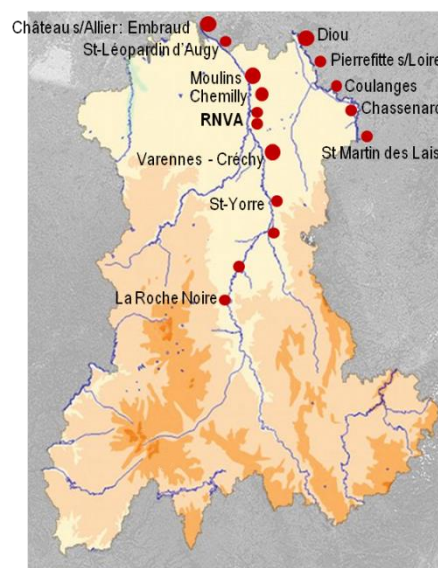 Château s/Allier : Embraud
Diou
St-Léopardin d'Augy
Pierrefitte s/Loire
Moulins
Coulanges
Chemilly
Chassenard
RNVA
St Martin des Lais
Varennes - Créchy
St-Yorre
La Roche Noire